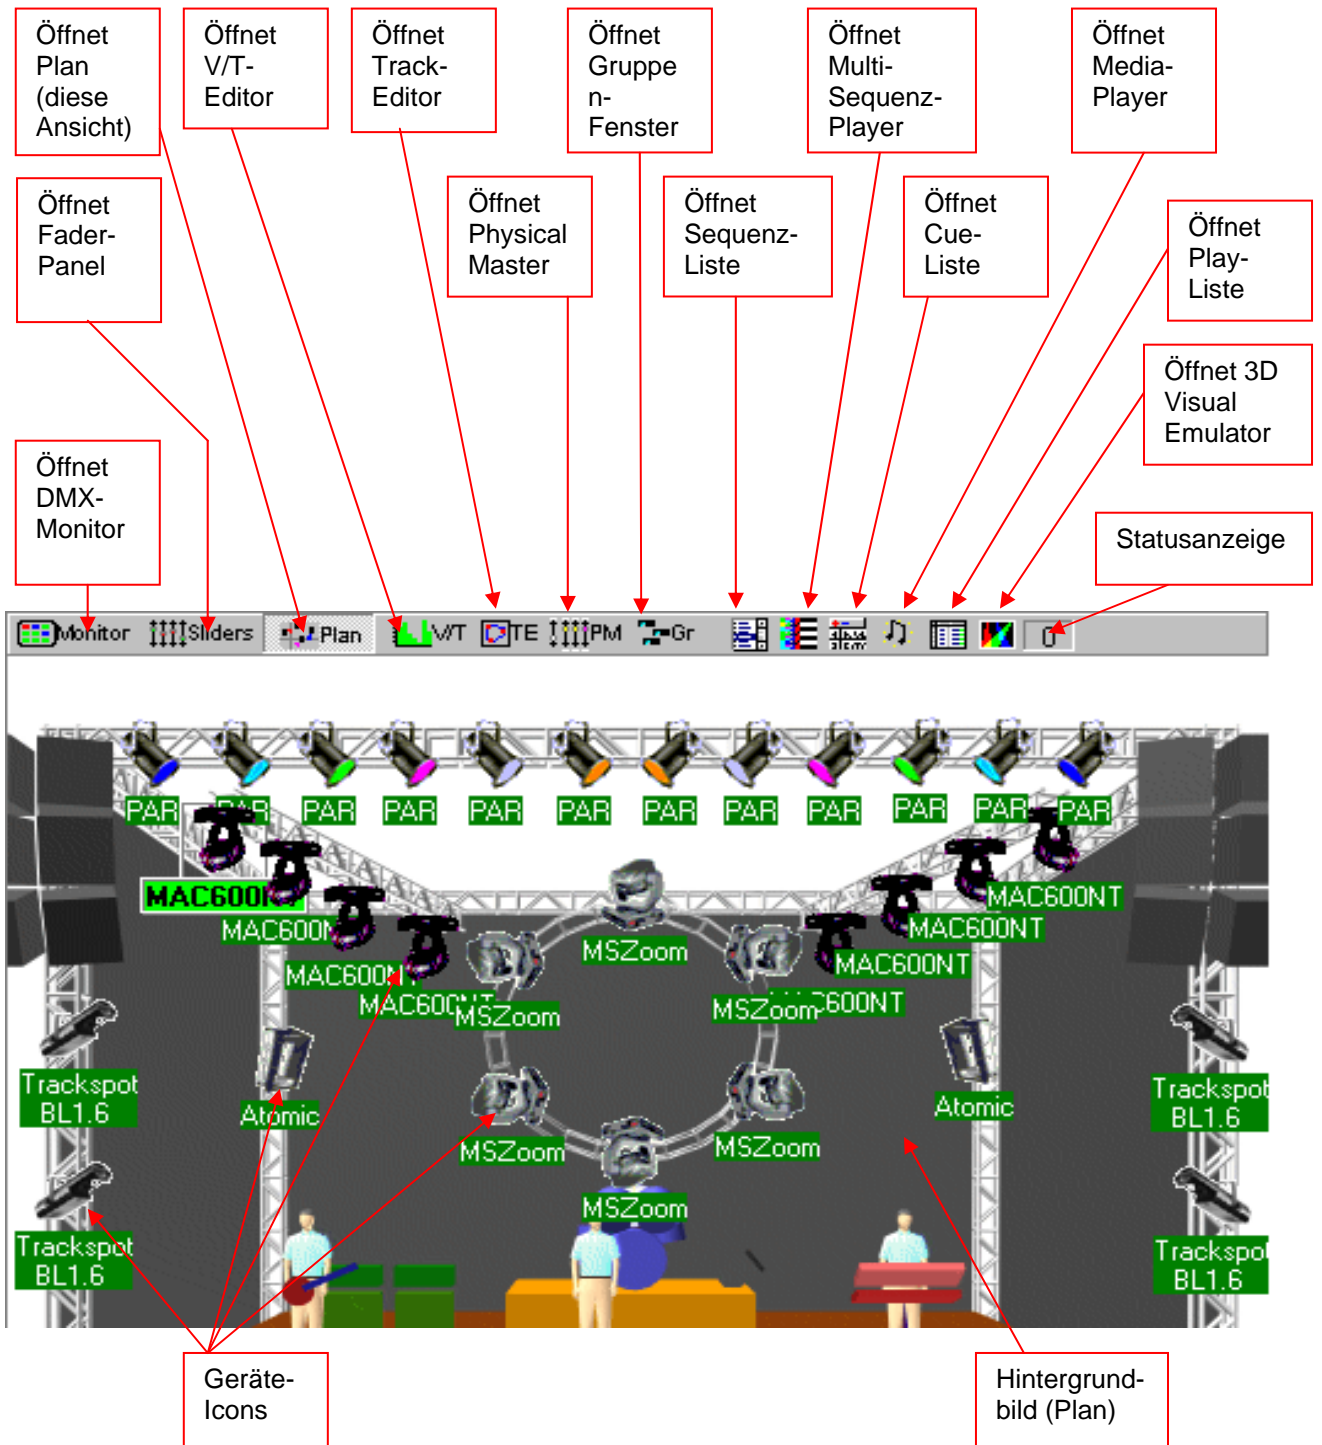 Öffnet
Plan
(diese
Ansicht)
Öffnet
V/T-
Editor
Öffnet
Track-
Editor
Öffnet
Gruppe
n-
Fenster
Öffnet
Multi-
Sequenz-
Player
Öffnet
Media-
Player
Öffnet
Fader-
Panel
Öffnet
Physical
Master
Öffnet
Sequenz-
Liste
Öffnet
Cue-
Liste
Öffnet
Play-
Liste
Öffnet 3D
Visual
Emulator
Öffnet
DMX-
Monitor
Statusanzeige
Monitor Sliders Plan V/T TE PM Gr
PAR PAR PAR PAR PAR PAR PAR PAR PAR PAR PAR PAR
MAC600N
MAC600NT
MAC600N
MAC600NT
MSZoom
MAC600NT
MAC600NT
MAC600NT
MSZoom
MSZoom
600NT
Trackspot
BL1.6
Atomic
Atomic
Trackspot
BL1.6
MSZoom
MSZoom
MSZoom
Trackspot
BL1.6
Trackspot
BL1.6
Geräte-
Icons
Hintergrund-
bild (Plan)